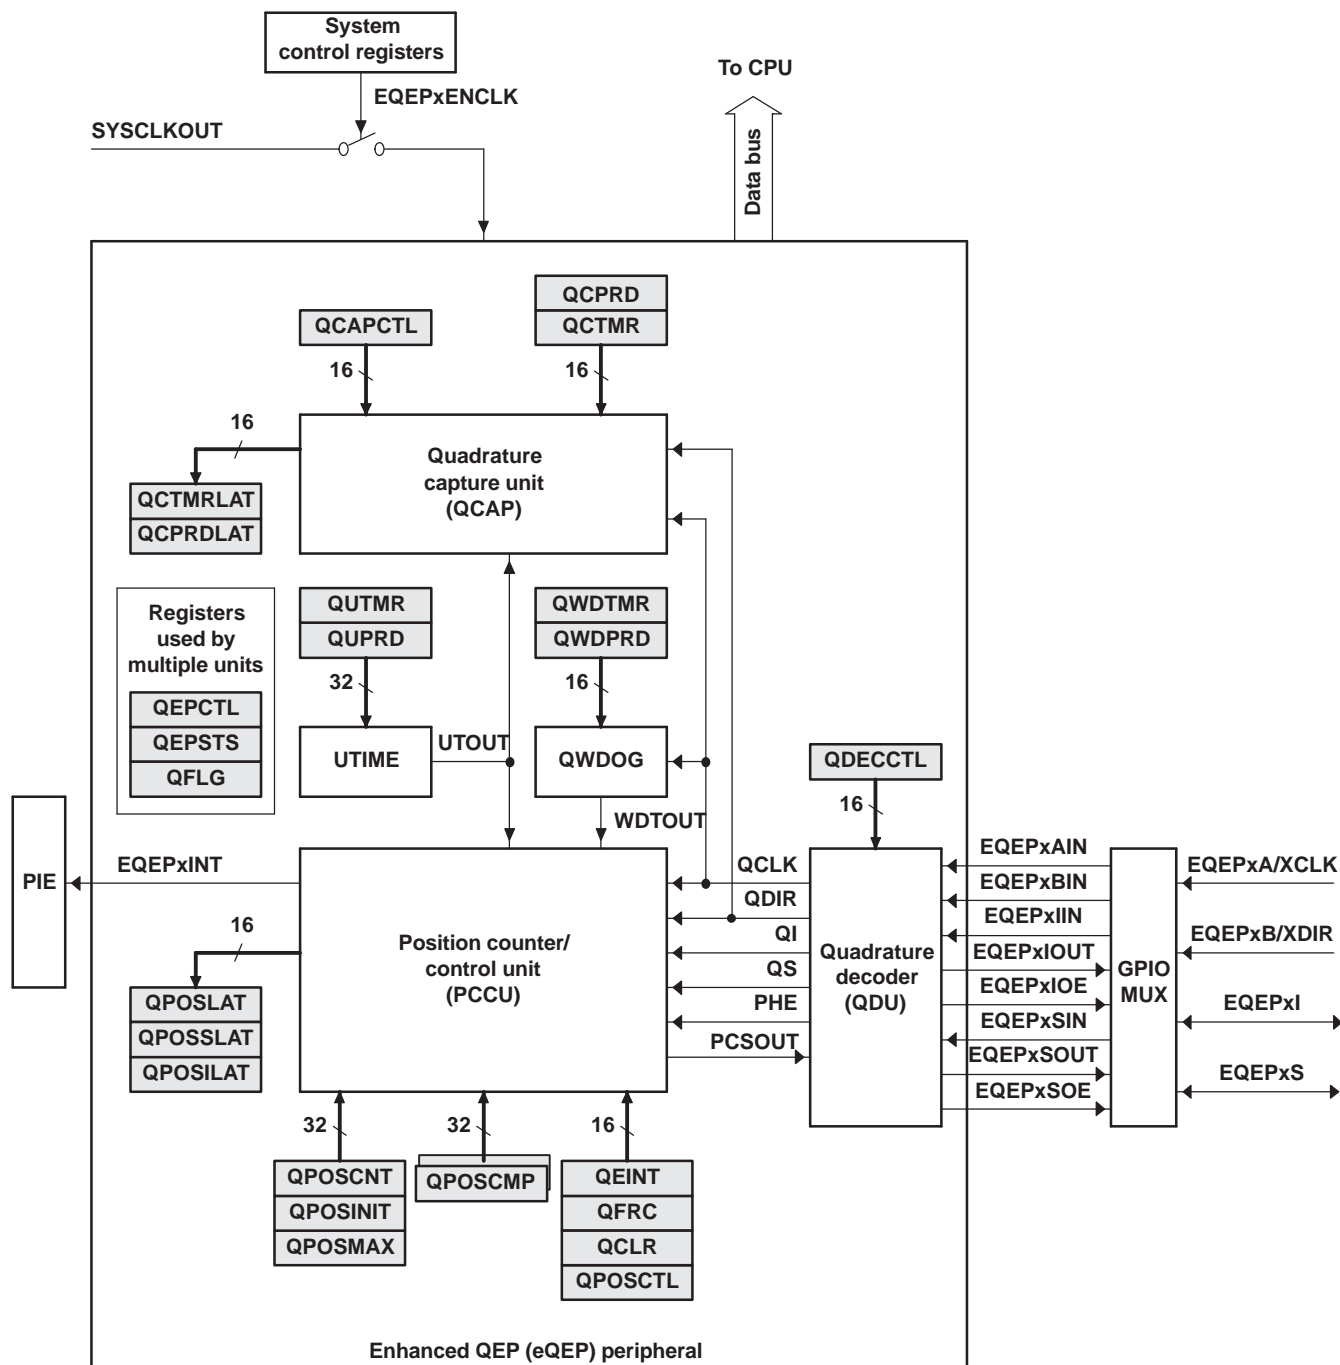 System
control registers
To CPU
EQEPxENCLK
SYSCLKOUT
Data bus
QCPRD
QCAPCTL
QCTMR
16
16
16
Quadrature
capture unit
(QCAP)
QCTMRLAT
QCPRDLAT
Registers
used by
multiple units
QEPCTL
QEPSTS
QFLG
QUTMR
QUPRD
QWDTMR
QWDPRD
32
16
UTIME
UTOUT
QWDOG
QDECCTL
WDTOUT
16
PIE
EQEPxINT
16
Position counter/
control unit
(PCCU)
QCLK
QDIR
QI
QS
PHE
PCSOUT
Quadrature
decoder
(QDU)
EQEPxAIN
EQEPxBIN
EQEPxIIN
EQEPxIOUT
EQEPxIOE
EQEPxSIN
EQEPxSOUT
EQEPxSOE
GPIO
MUX
EQEPxA/XCLK
EQEPxB/XDIR
EQEPxI
EQEPxS
QPOSLAT
QPOSSLAT
QPOSILAT
32
32
16
QPOSCNT
QPOSINIT
QPOSMAX
QPOSCMP
QEINT
QFRC
QCLR
QPOSCTL
Enhanced QEP (eQEP) peripheral